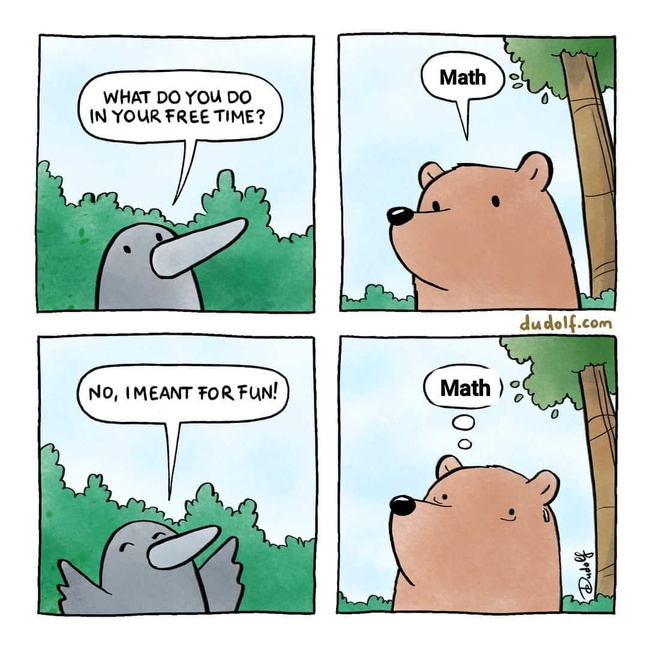 WHAT DO YOU DO
IN YOUR FREE TIME?
Math
dudolf.com
NO, I MEANT FOR FUN!
Math
Dudolf